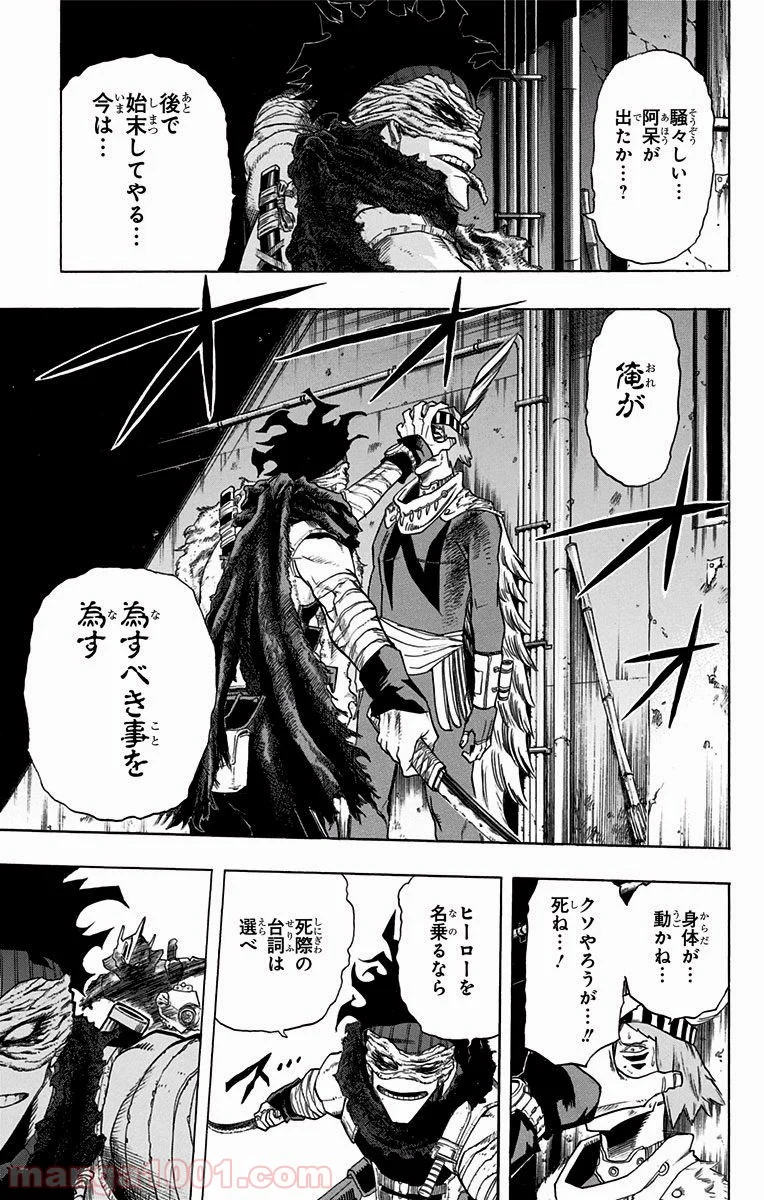 騒々しい…
阿呆が
出たか…?
後で
始末してやる…
今は…
俺が
為すべき事を
為す
身体が…
動かね…
クソやろうが…!!
死ね…!
ヒーローを
名乗るなら
死際の
台詞は
選べ